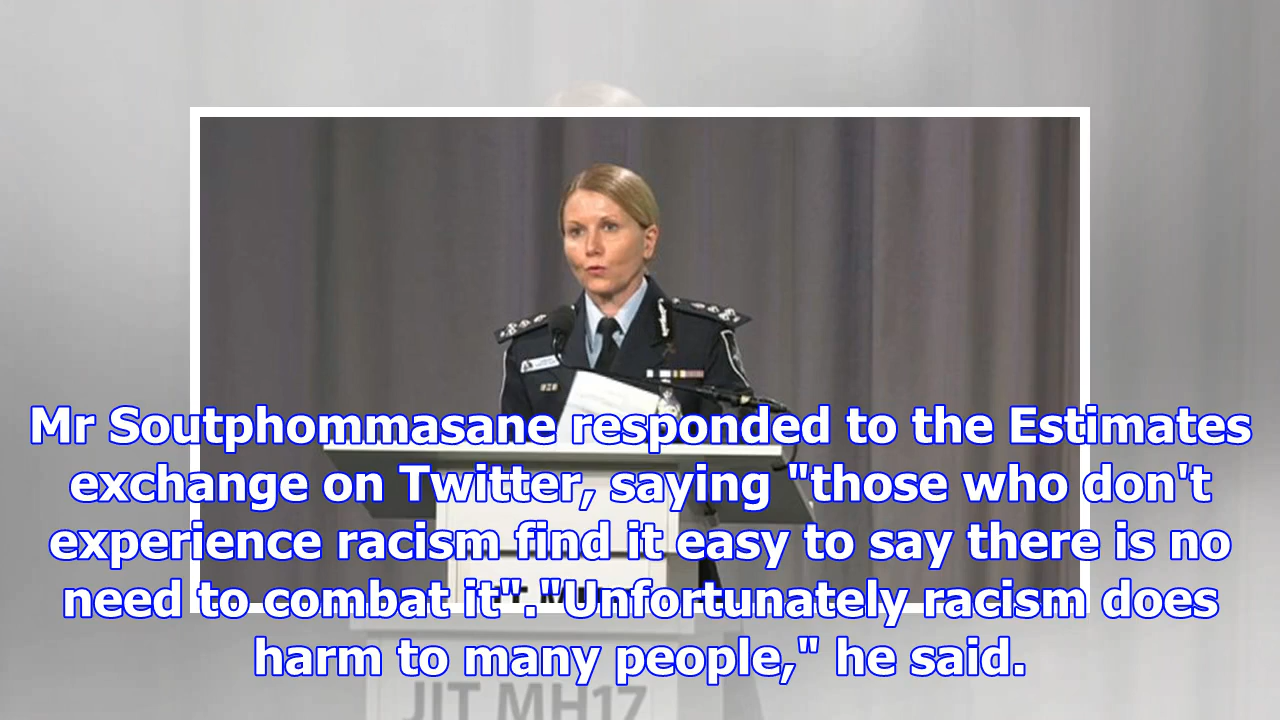 Mr Soutphommasane responded to the Estimates
exchange on Twitter, saying "those who don't
experience racism find it easy to say there is no
need to combat it"."Unfortunately racism does
harm to many people," he said.
JIT MH17